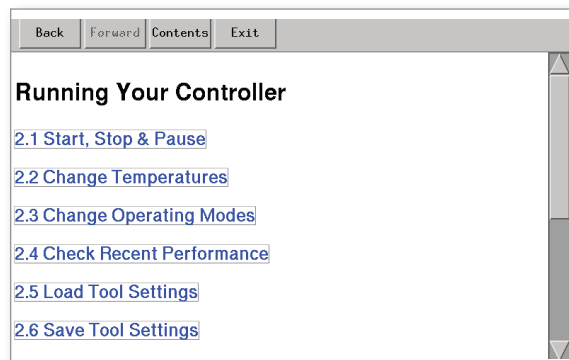 Back Forward Contents Exit
Running Your Controller
2.1 Start, Stop & Pause
2.2 Change Temperatures
2.3 Change Operating Modes
2.4 Check Recent Performance
2.5 Load Tool Settings
2.6 Save Tool Settings